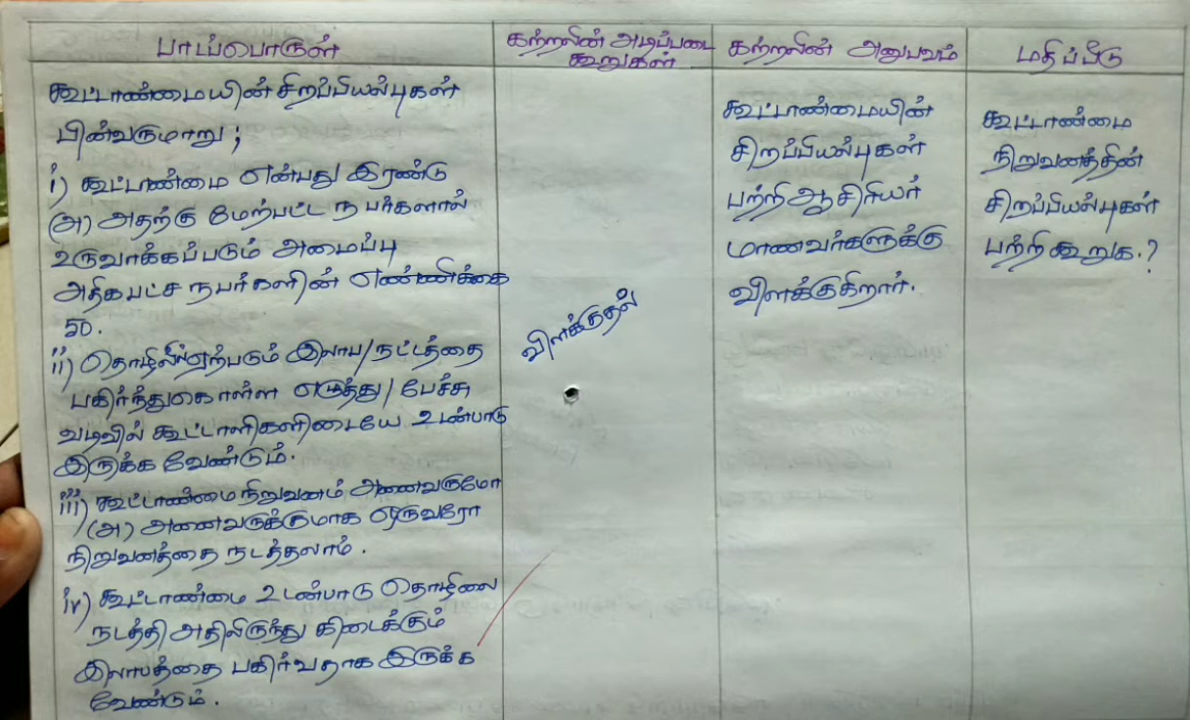 பாடப்பொருள்
கற்றலின் அடிப்படை கூறுகள்
கற்றலின் அனுபவம்
மதிப்பீடு
கூட்டாண்மையின் சிறப்பியல்புகள்
பின்வருமாறு ;
i) கூட்டாண்மை என்பது இரண்டு
(அ) அதற்கு மேற்பட்ட நபர்களால்
உருவாக்கப்படும் அமைப்பு
அதிகபட்ச நபர்களின் எண்ணிக்கை
50.
ii) தொழிலில் ஏற்படும் இலாப/நட்டத்தை
பகிர்ந்துகொள்ள எழுத்து/பேச்சு
வடிவில் கூட்டாளிகளிடையே உடன்பாடு
இருக்க வேண்டும்.
iii) கூட்டாண்மை நிறுவனம் அனைவருமோ
(அ) அனைவருக்குமாக ஒருவரோ
நிறுவனத்தை நடத்தலாம்.
iv) கூட்டாண்மை உடன்பாடு தொழிலை
நடத்தி அதிலிருந்து கிடைக்கும்
இலாபத்தை பகிர்வதாக இருக்க
வேண்டும்.
விளக்குதல்
கூட்டாண்மையின்
சிறப்பியல்புகள்
பற்றி ஆசிரியர்
மாணவர்களுக்கு
விளக்குகிறார்.
கூட்டாண்மை
நிறுவனத்தின்
சிறப்பியல்புகள்
பற்றி கூறுக.?